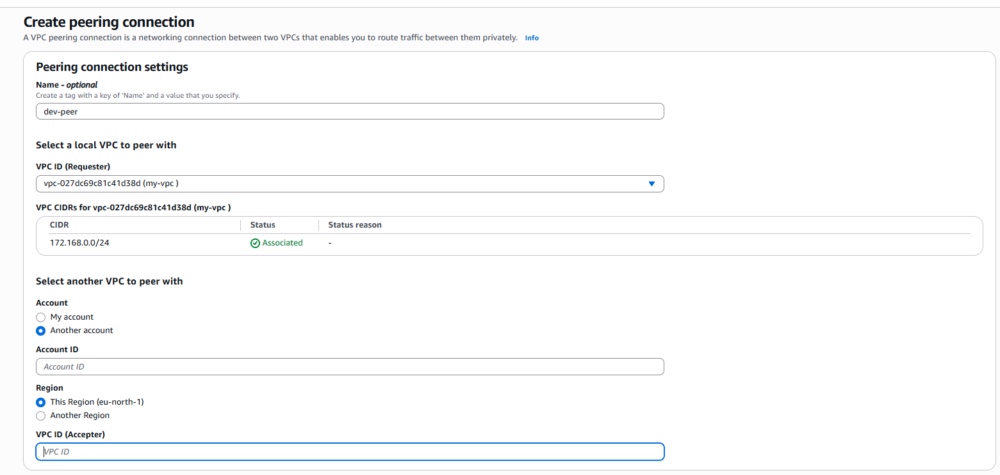 Create peering connection
A VPC peering connection is a networking connection between two VPCs that enables you to route traffic between them privately. Info
Peering connection settings
Name - optional
Create a tag with a key of 'Name' and a value that you specify.
dev-peer
Select a local VPC to peer with
VPC ID (Requester)
vpc-027dc69c81c41d38d (my-vpc )
VPC CIDRs for vpc-027dc69c81c41d38d (my-vpc )
CIDR Status Status reason
172.168.0.0/24 Associated -
Select another VPC to peer with
Account
My account
Another account
Account ID
Account ID
Region
This Region (eu-north-1)
Another Region
VPC ID (Accepter)
VPC ID